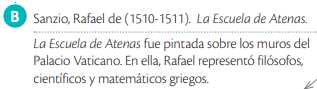 B Sanzio, Rafael de (1510-1511). La Escuela de Atenas.
La Escuela de Atenas fue pintada sobre los muros del
Palacio Vaticano. En ella, Rafael representó filósofos,
científicos y matemáticos griegos.